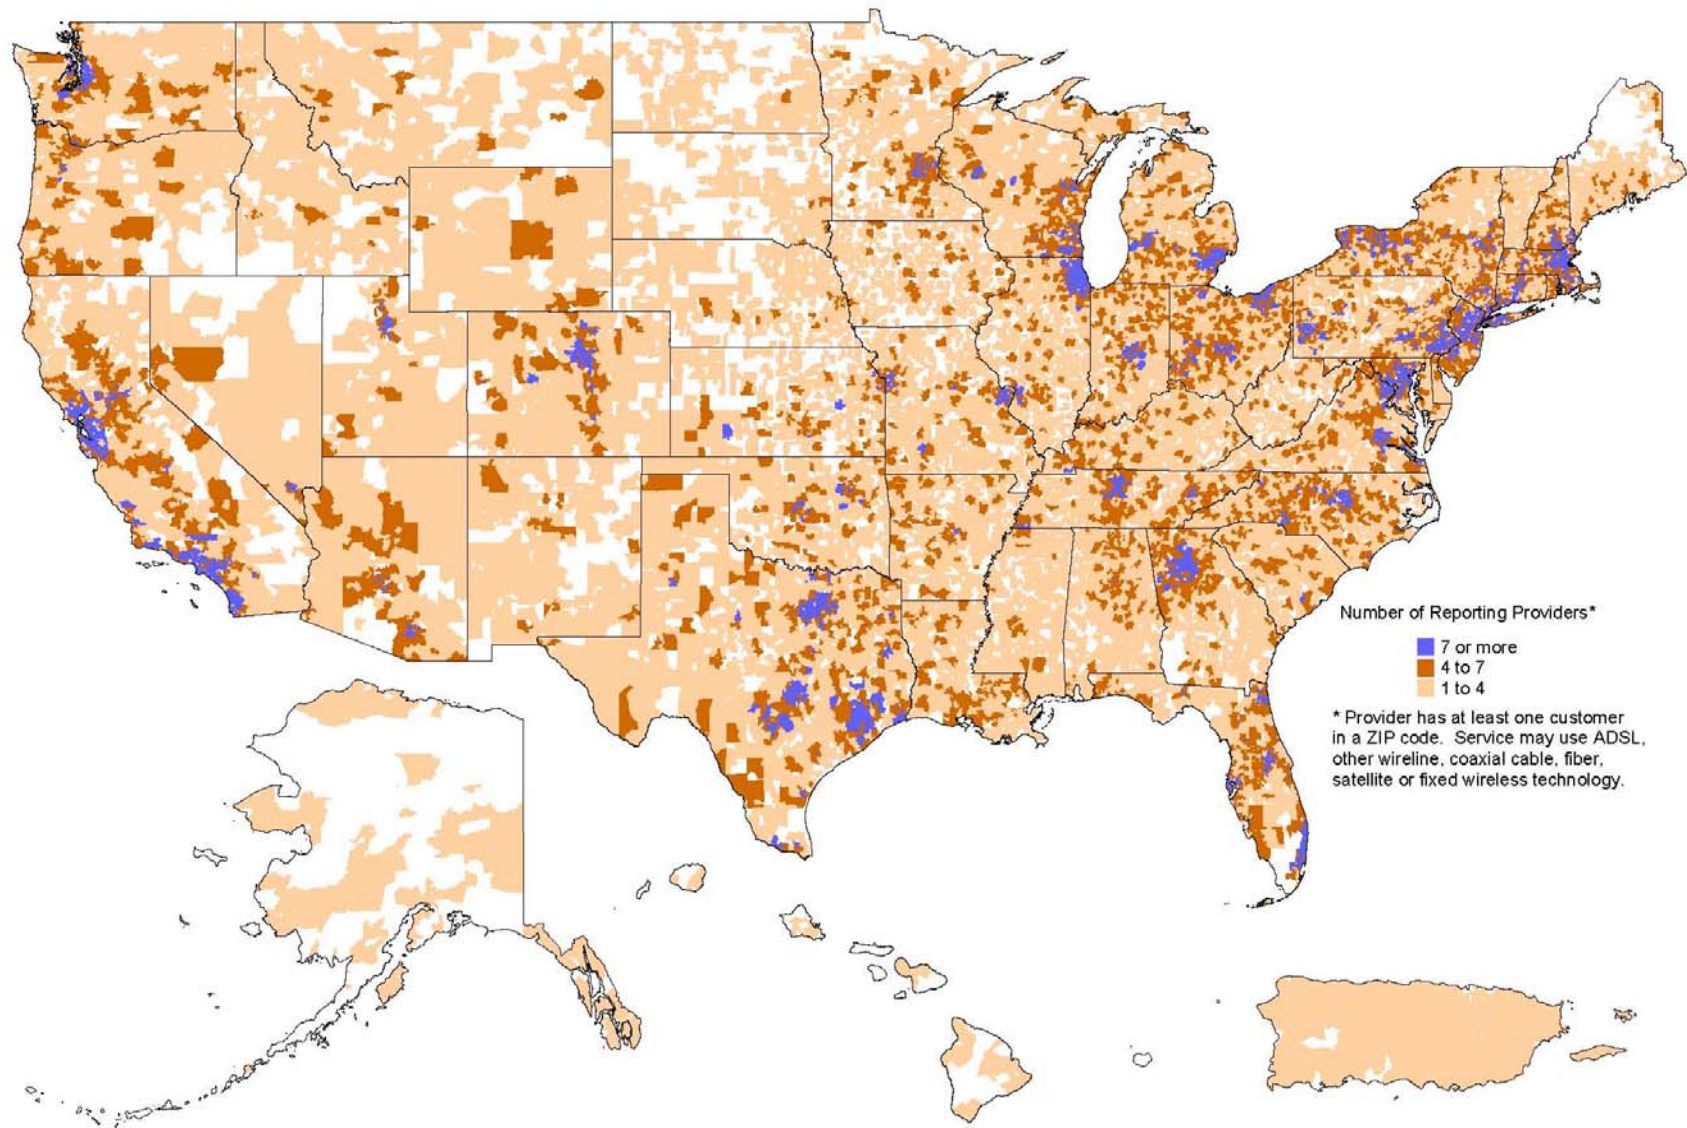 Number of Reporting Providers*
7 or more
4 to 7
1 to 4
* Provider has at least one customer
in a ZIP code.  Service may use ADSL,
other wireline, coaxial cable, fiber,
satellite or fixed wireless technology.